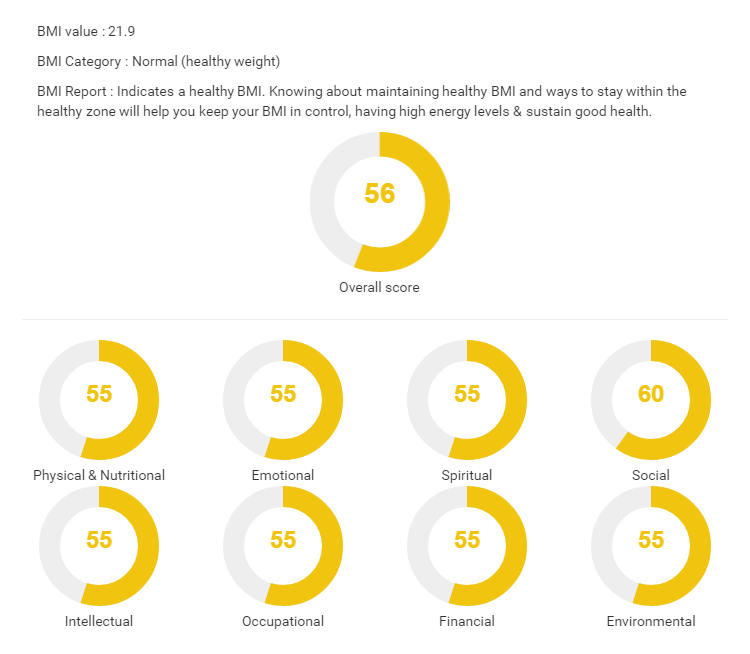 BMI value : 21.9
BMI Category : Normal (healthy weight)
BMI Report : Indicates a healthy BMI. Knowing about maintaining healthy BMI and ways to stay within the
healthy zone will help you keep your BMI in control, having high energy levels & sustain good health.
56
Overall score
55
55
55
60
Physical & Nutritional
Emotional
Spiritual
Social
55
55
55
55
Intellectual
Occupational
Financial
Environmental